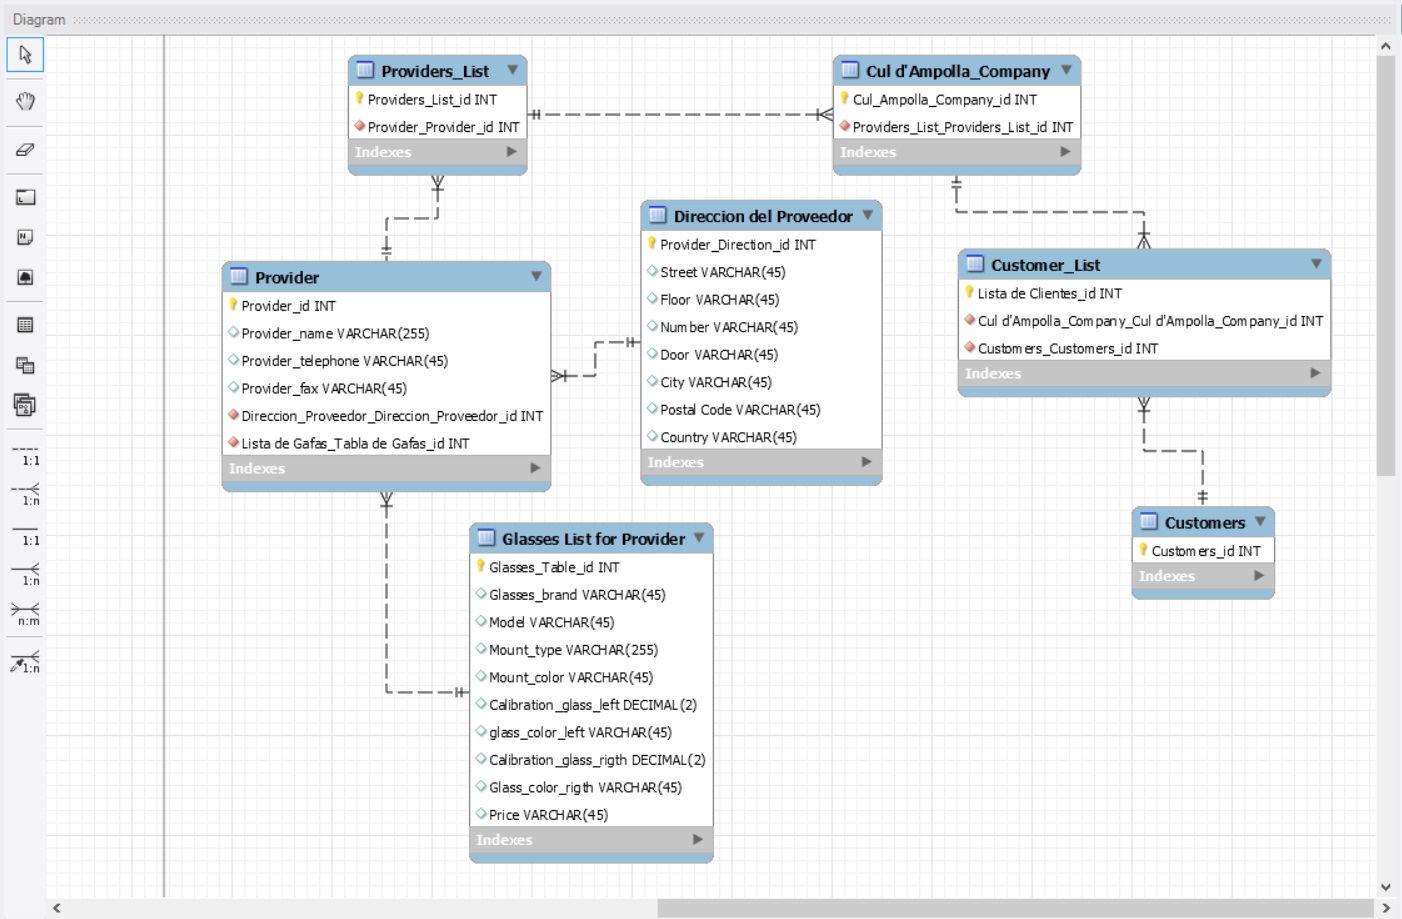 Diagram
Providers_List
Providers_List_id INT
Provider_Provider_id INT
Indexes
Cul d'Ampolla_Company
Cul_Ampolla_Company_id INT
Providers_List_Providers_List_id INT
Indexes
Direccion del Proveedor
Provider_Direction_id INT
Street VARCHAR(45)
Floor VARCHAR(45)
Number VARCHAR(45)
Door VARCHAR(45)
City VARCHAR(45)
Postal Code VARCHAR(45)
Country VARCHAR(45)
Indexes
Provider
Provider_id INT
Provider_name VARCHAR(255)
Provider_telephone VARCHAR(45)
Provider_fax VARCHAR(45)
Direccion_Proveedor_Direccion_Proveedor_id INT
Lista de Gafas_Tabla de Gafas_id INT
Indexes
Customer_List
Lista de Clientes_id INT
Cul d'Ampolla_Company_Cul d'Ampolla_Company_id INT
Customers_Customers_id INT
Indexes
Customers
Customers_id INT
Indexes
Glasses List for Provider
Glasses_Table_id INT
Glasses_brand VARCHAR(45)
Model VARCHAR(45)
Mount_type VARCHAR(255)
Mount_color VARCHAR(45)
Calibration_glass_left DECIMAL(2)
glass_color_left VARCHAR(45)
Calibration_glass_rigth DECIMAL(2)
Glass_color_rigth VARCHAR(45)
Price VARCHAR(45)
Indexes
1:1
1:n
1:1
1:n
n:m
1:n